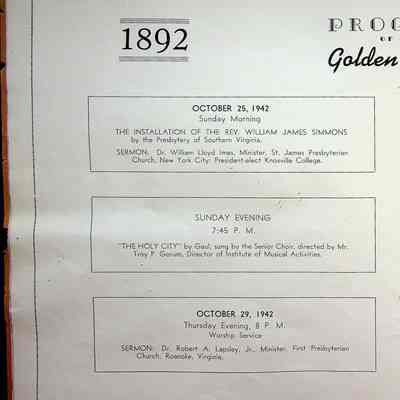 1892
PROG
OF
Golden
OCTOBER 25, 1942
Sunday Morning
THE INSTALLATION OF THE REV. WILLIAM JAMES SIMMONS
by the Presbytery of Southern Virginia.
SERMON: Dr. William Lloyd Imes, Minister, St. James Presbyterian
Church, New York City: President-elect Knoxville College.
SUNDAY EVENING
7:45 P. M.
"THE HOLY CITY" by Gaul, sung by the Senior Choir, directed by Mr.
Troy P. Gorum, Director of Institute of Musical Activities.
OCTOBER 29, 1942
Thursday Evening, 8 P. M.
Worship Service
SERMON: Dr. Robert A. Lapsley, Jr., Minister, First Presbyterian
Church, Roanoke, Virginia.